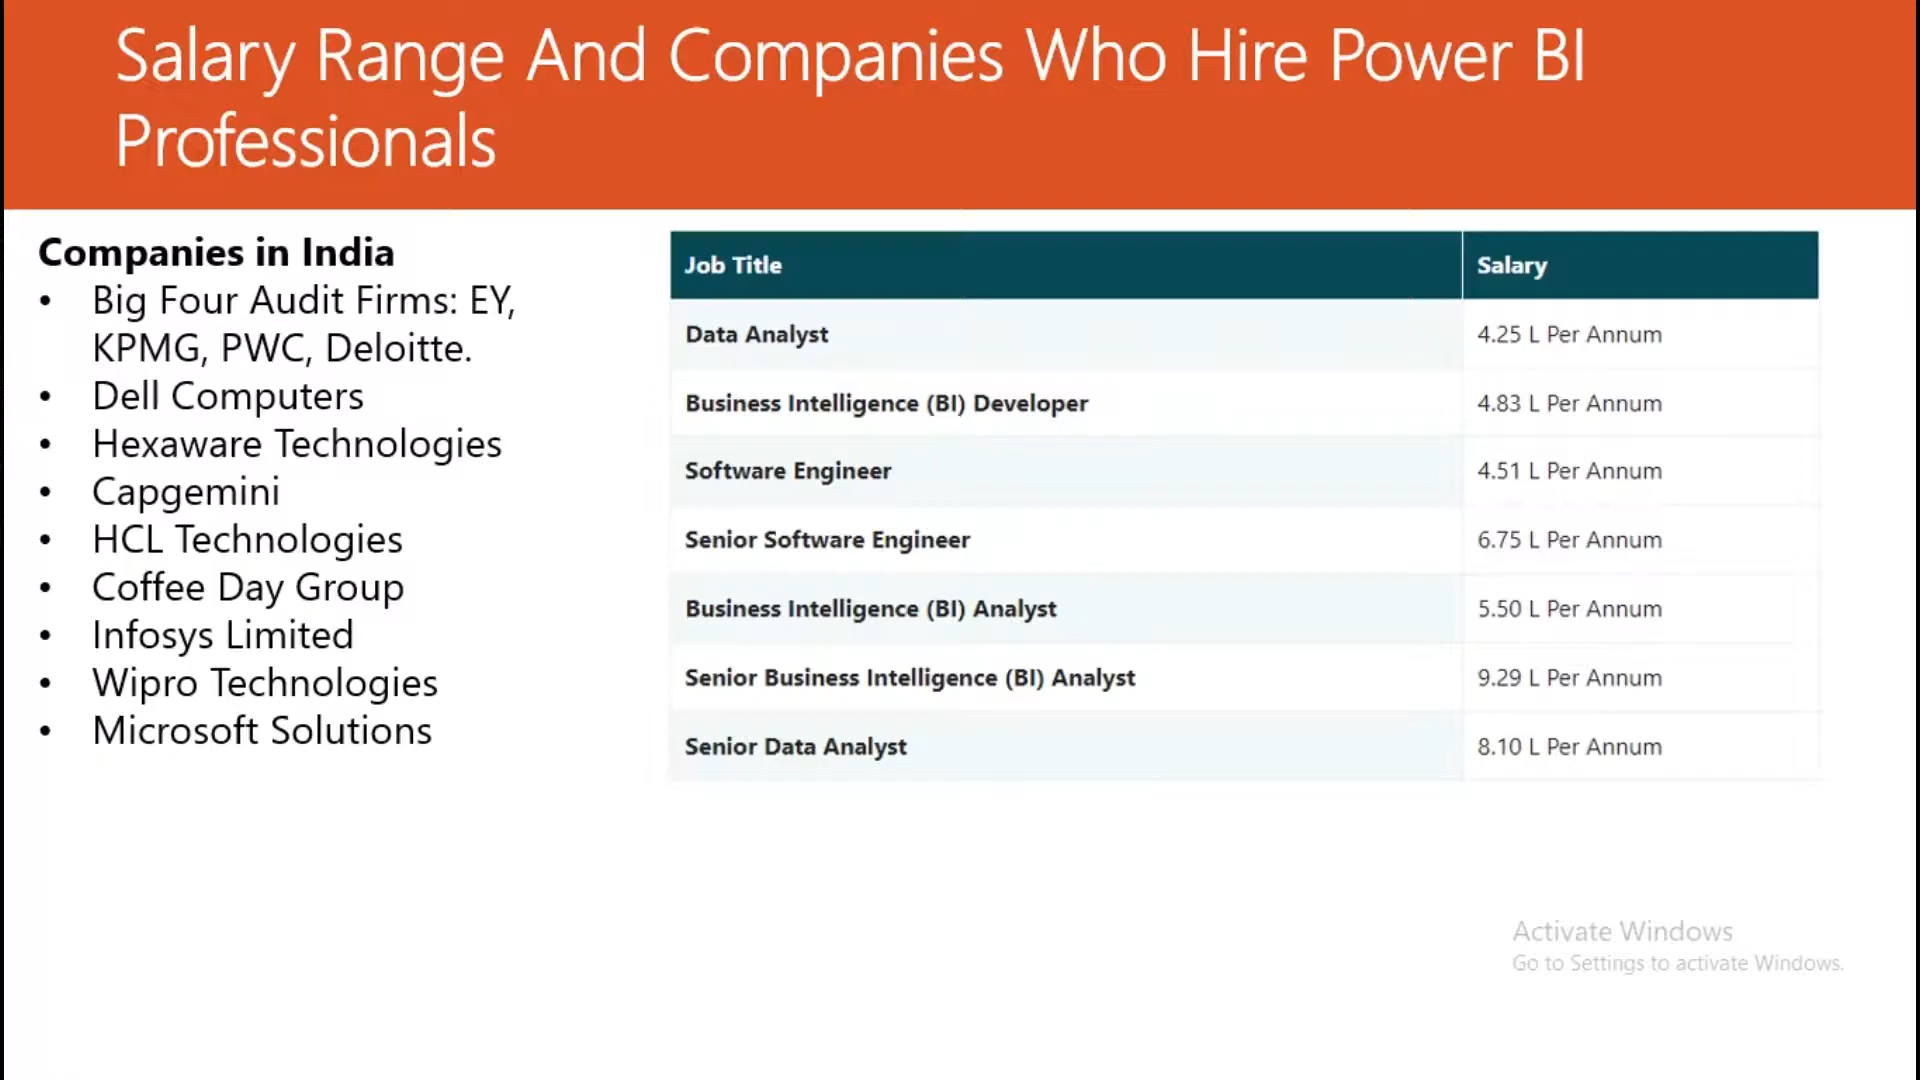 Salary Range And Companies Who Hire Power BI
Professionals
Companies in India
• Big Four Audit Firms: EY,
KPMG, PWC, Deloitte.
• Dell Computers
• Hexaware Technologies
• Capgemini
• HCL Technologies
• Coffee Day Group
• Infosys Limited
• Wipro Technologies
• Microsoft Solutions
Job Title Salary
Data Analyst 4.25 L Per Annum
Business Intelligence (BI) Developer 4.83 L Per Annum
Software Engineer 4.51 L Per Annum
Senior Software Engineer 6.75 L Per Annum
Business Intelligence (BI) Analyst 5.50 L Per Annum
Senior Business Intelligence (BI) Analyst 9.29 L Per Annum
Senior Data Analyst 8.10 L Per Annum
Activate Windows
Go to Settings to activate Windows.